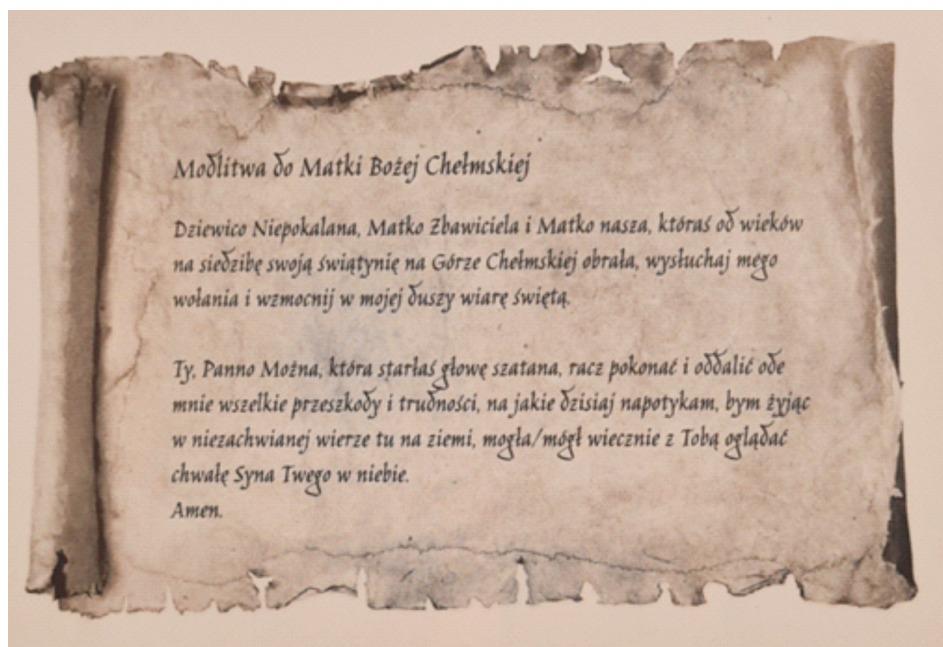 Modlitwa do Matki Bożej Chełmskiej
Dziewico Niepokalana, Matko Zbawiciela i Matko nasza, któraś od wieków
na siedzibę swoją świątynię na Górze Chełmskiej obrała, wysłuchaj mego
wołania i wzmocnij w mojej duszy wiarę świętą.
Ty, Panno Można, która starłaś głowę szatana, racz pokonać i oddalić ode
mnie wszelkie przeszkody i trudności, na jakie dzisiaj napotykam, bym żyjąc
w niezachwianej wierze tu na ziemi, mogła/mógł wiecznie z Tobą oglądać
chwałę Syna Twego w niebie.
Amen.